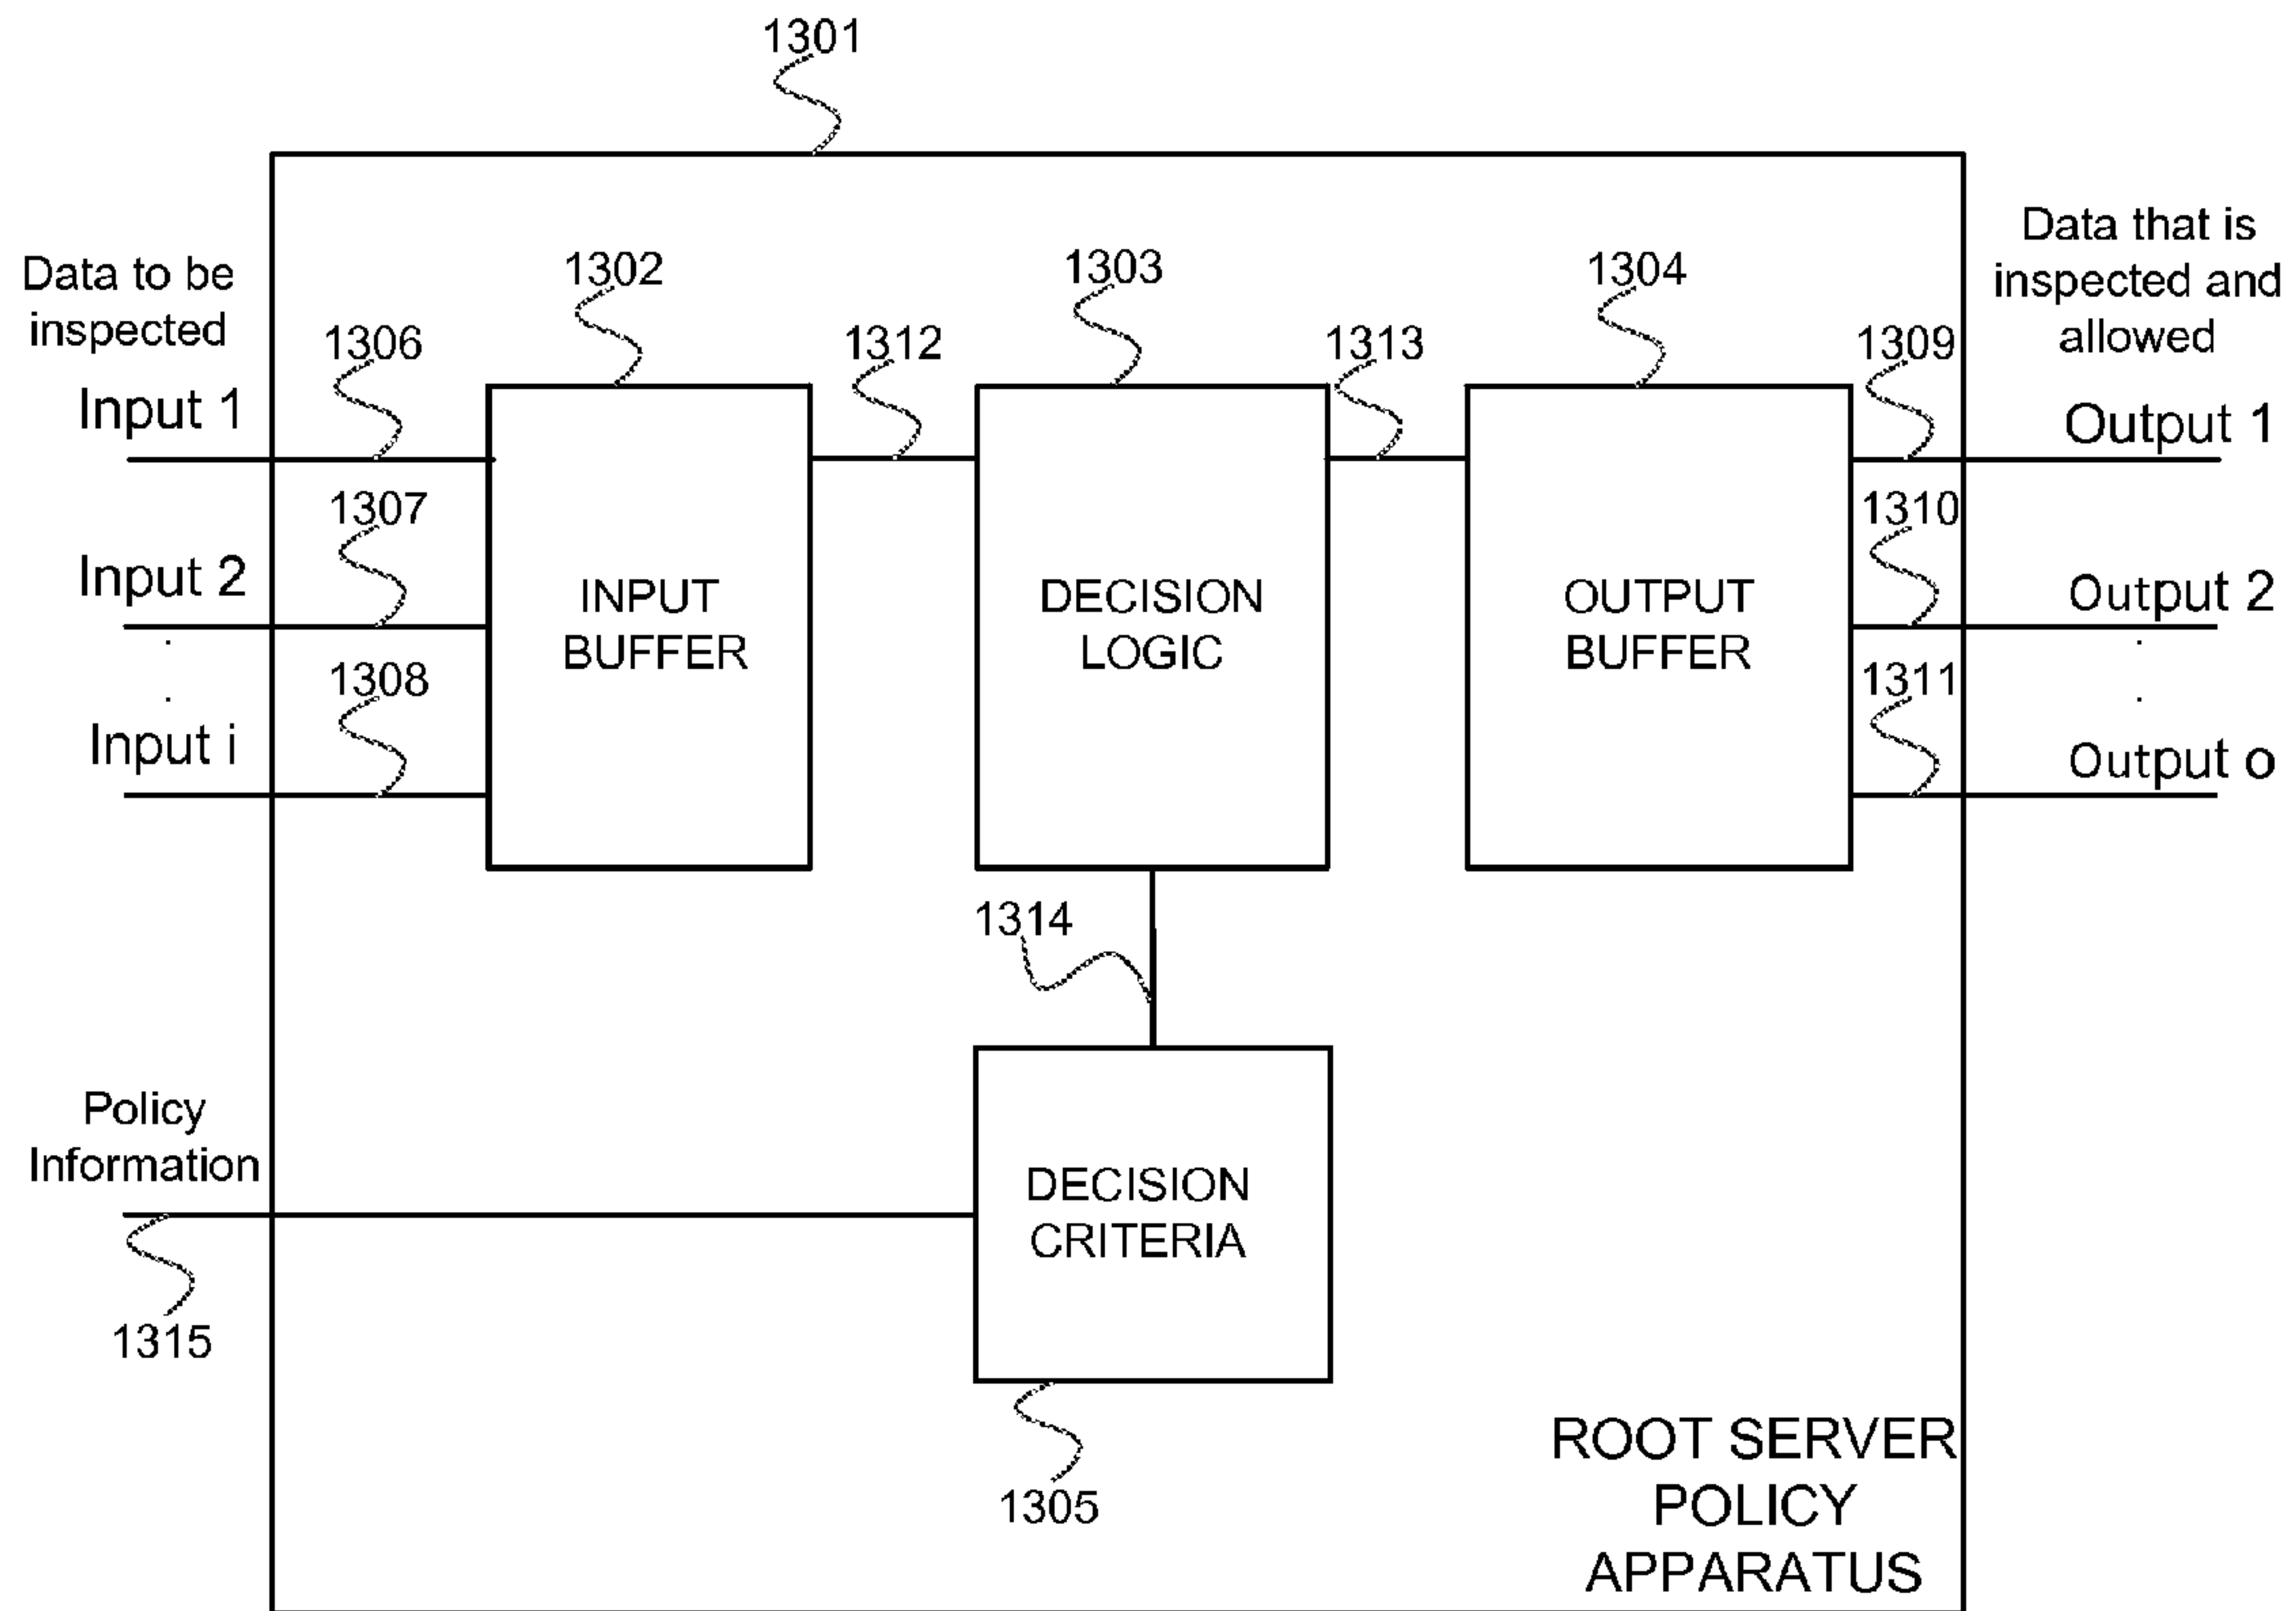 1301
Data to be
inspected
1302
1303
1304
Data that is
inspected and
allowed
1306
1312
1313
1309
Input 1
Output 1
1307
1310
Input 2
Output 2
INPUT
BUFFER
DECISION
LOGIC
OUTPUT
BUFFER
.
.
1308
1311
.
.
Input i
Output o
1314
Policy
Information
DECISION
CRITERIA
1315
1305
ROOT SERVER
POLICY
APPARATUS